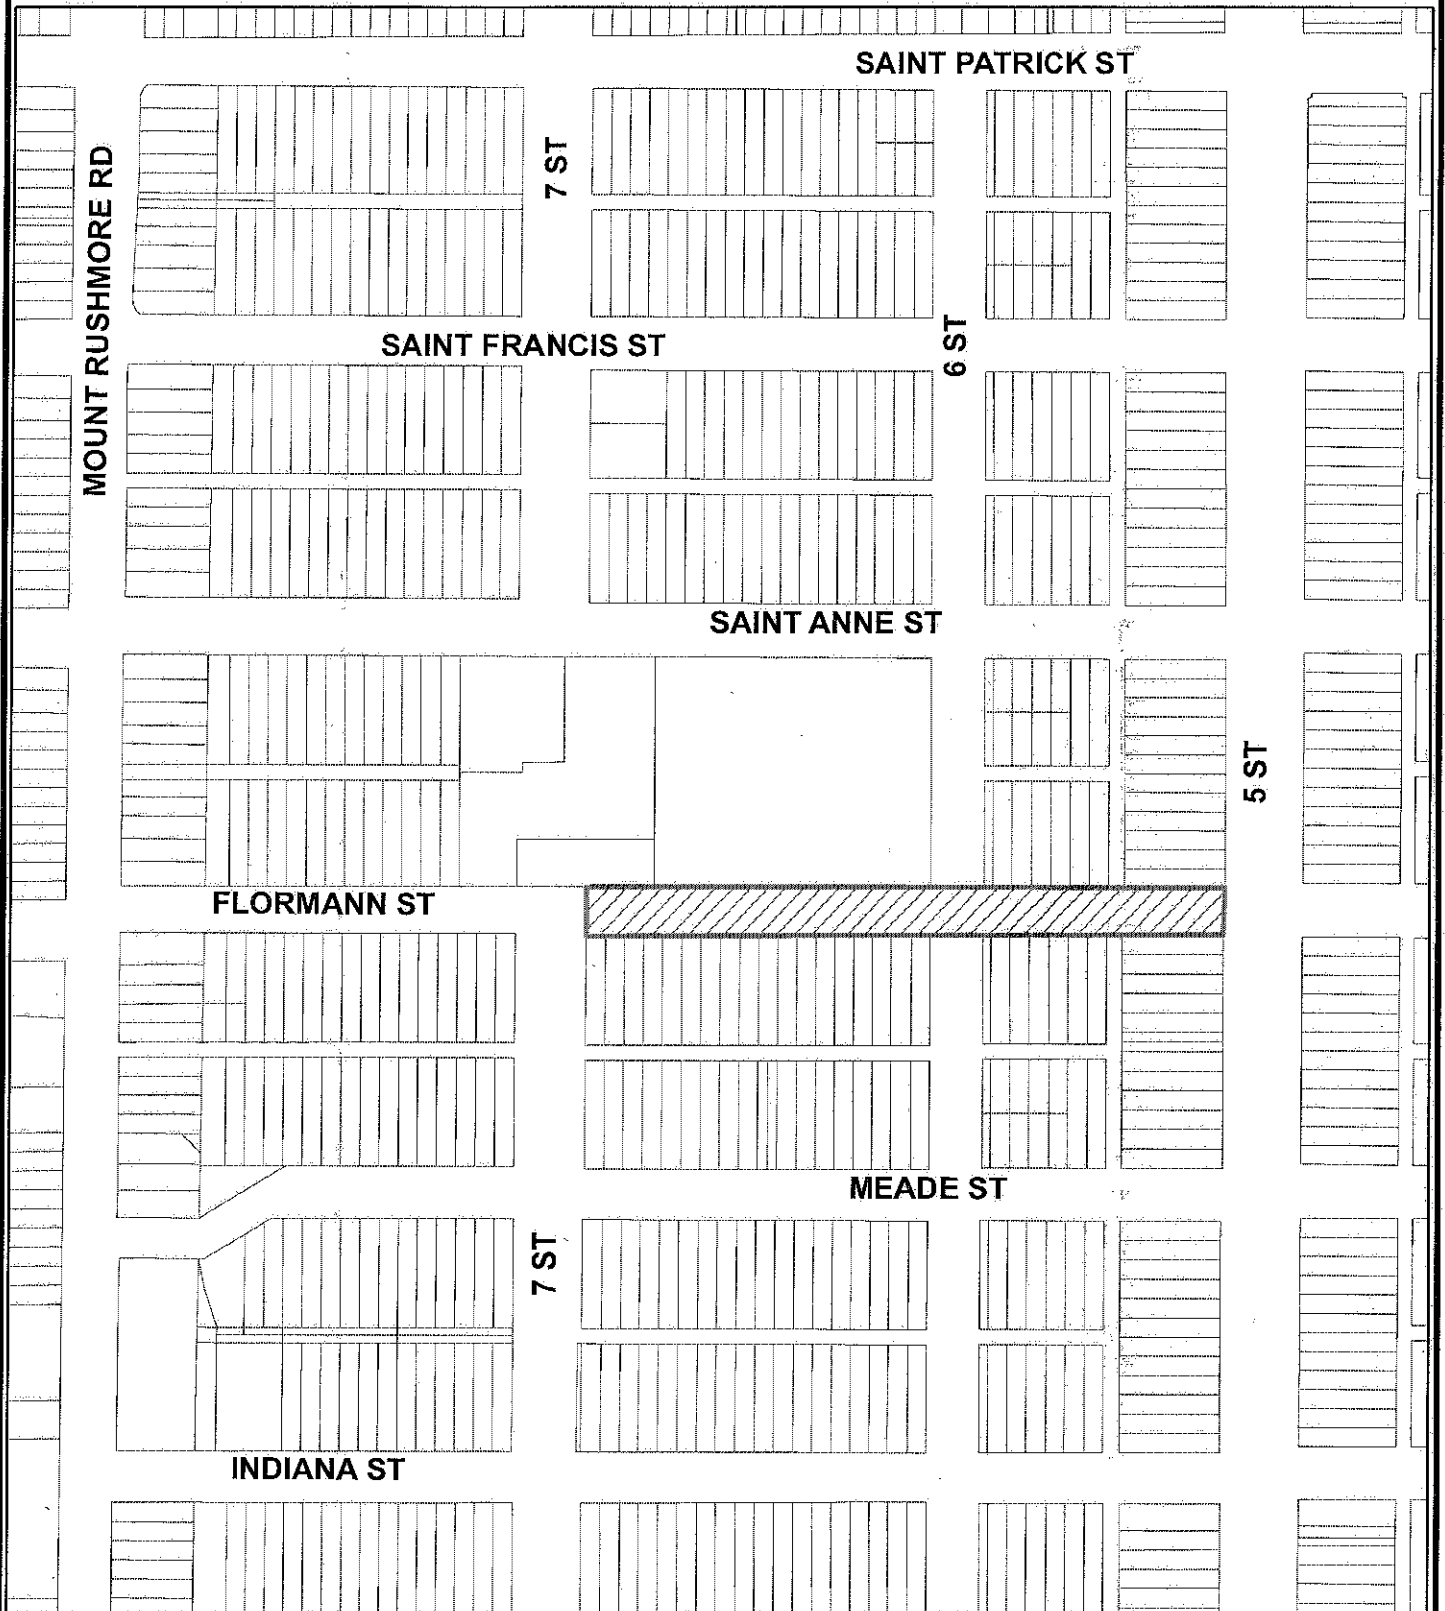 SAINT PATRICK ST
7 ST
MOUNT RUSHMORE RD
SAINT FRANCIS ST
6 ST
SAINT ANNE ST
5 ST
FLORMANN ST
MEADE ST
7 ST
INDIANA ST